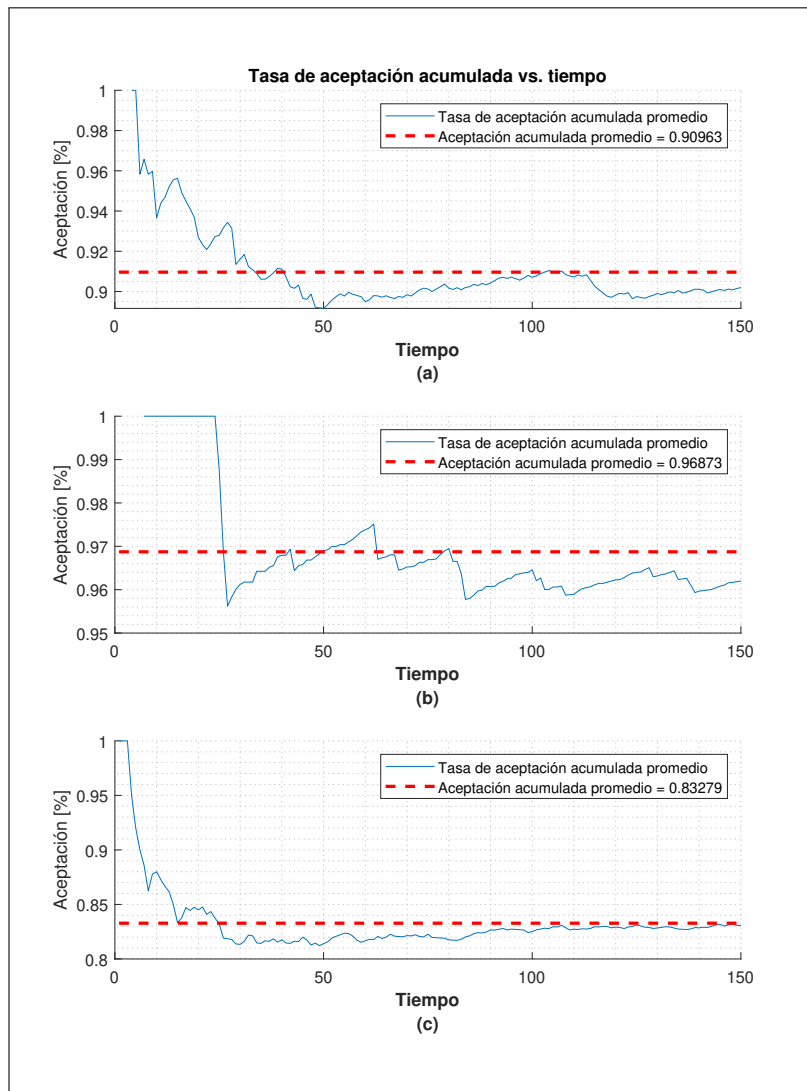 Tasa de aceptación acumulada vs. tiempo
1
0.98
0.96
0.94
0.92
0.9
Aceptación [%]
Tasa de aceptación acumulada promedio
Aceptación acumulada promedio = 0.90963
0 50 100 150
Tiempo
(a)
1
0.99
0.98
0.97
0.96
0.95
Aceptación [%]
Tasa de aceptación acumulada promedio
Aceptación acumulada promedio = 0.96873
0 50 100 150
Tiempo
(b)
1
0.95
0.9
0.85
0.8
Aceptación [%]
Tasa de aceptación acumulada promedio
Aceptación acumulada promedio = 0.83279
0 50 100 150
Tiempo
(c)